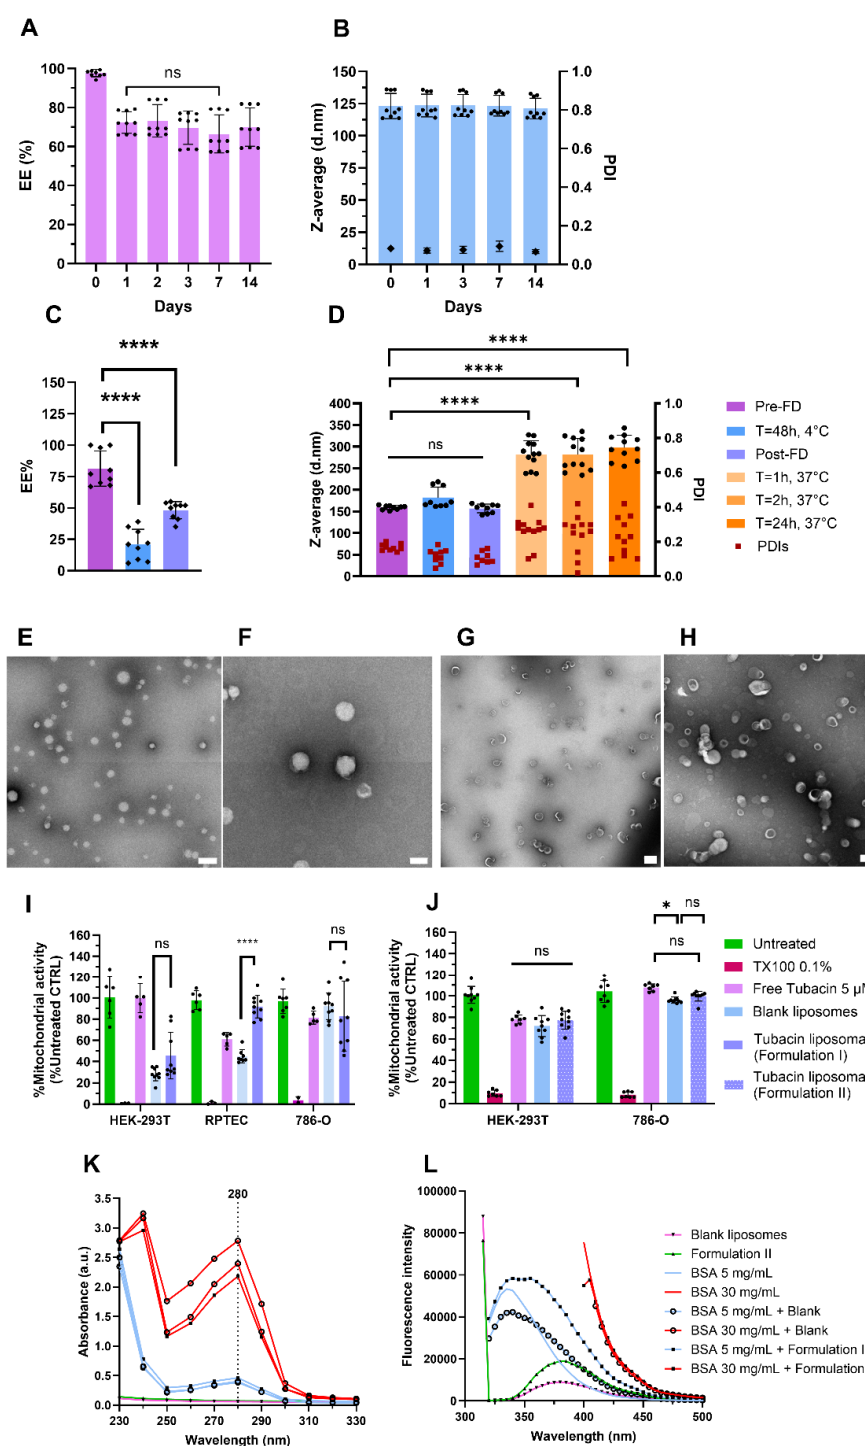 A
B
ns
EE (%)
100
80
60
40
20
0
0 1 2 3 7 14
Days
Z-average (d.nm)
150
125
100
75
50
25
0
1.0
0.8
0.6
0.4
0.2
0.0
PDI
0 1 3 7 14
Days
C
D
****
****
EE%
150
125
100
75
50
25
0
****
****
****
ns
Z-average (d.nm)
400
350
300
250
200
150
100
50
0
1.0
0.8
0.6
0.4
0.2
0.0
PDI
Pre-FD
T=48h, 4°C
Post-FD
T=1h, 37°C
T=2h, 37°C
T=24h, 37°C
PDIs
E
F
G
H
I
J
%Mitochondrial activity
(%Untreated CTRL)
160
140
120
100
80
60
40
20
0
ns
****
ns
HEK-293T RPTEC 786-O
%Mitochondrial activity
(%Untreated CTRL)
160
140
120
100
80
60
40
20
0
ns
* ns
ns
HEK-293T 786-O
Untreated
TX100 0.1%
Free Tubacin 5 µM
Blank liposomes
Tubacin liposoma
(Formulation I)
Tubacin liposoma
(Formulation II)
K
L
280
Absorbance (a.u.)
3.5
3.0
2.5
2.0
1.5
1.0
0.5
0.0
230 250 270 290 310 330
Wavelength (nm)
Fluorescence intensity
100000
80000
60000
40000
20000
0
300 350 400 450 500
Wavelength (nm)
Blank liposomes
Formulation II
BSA 5 mg/mL
BSA 30 mg/mL
BSA 5 mg/mL + Blank
BSA 30 mg/mL + Blank
BSA 5 mg/mL + Formulation I
BSA 30 mg/mL + Formulation